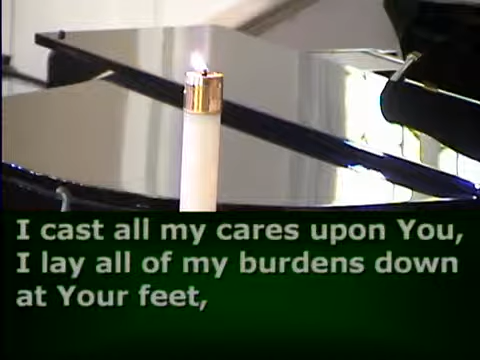 I cast all my cares upon You,
I lay all of my burdens down
at Your feet,